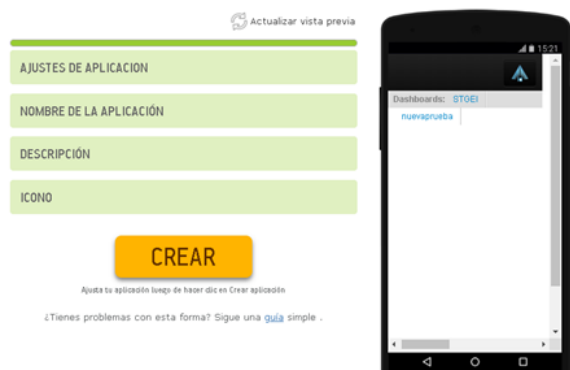 Actualizar vista previa
AJUSTES DE APLICACION
NOMBRE DE LA APLICACIÓN
DESCRIPCIÓN
ICONO
CREAR
Ajusta tu aplicación luego de hacer clic en Crear aplicación
¿Tienes problemas con esta forma? Sigue una guía simple .
15:21
Dashboards: STGEI
nuevaprueba